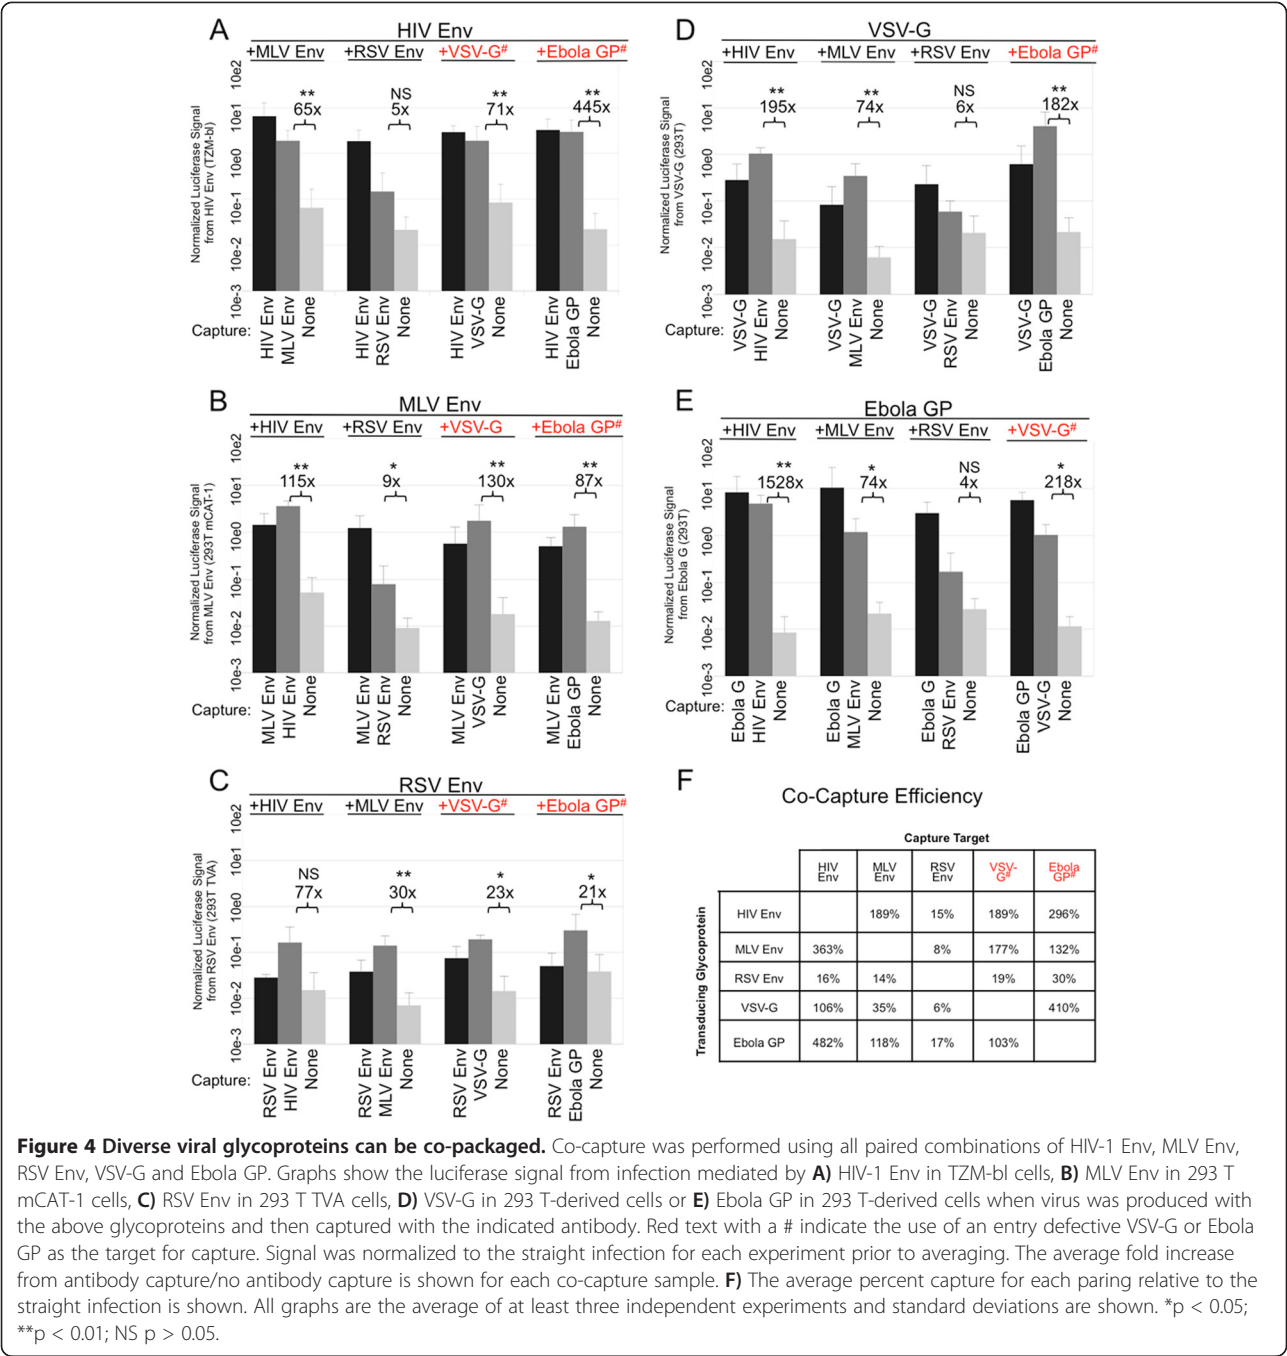 A
HIV Env
+MLV Env +RSV Env +VSV-G# +Ebola GP#
Normalized Luciferase Signal
from HIV Env (TZM-bl)
10e2
10e1
10e0
10e-1
10e-2
10e-3
** NS ** **
65x 5x 71x 445x
Capture: HIV Env MLV Env None HIV Env RSV Env None HIV Env VSV-G None HIV Env Ebola GP None
D
VSV-G
+HIV Env +MLV Env +RSV Env +Ebola GP#
Normalized Luciferase Signal
from VSV-G (293T)
10e2
10e1
10e0
10e-1
10e-2
10e-3
** ** NS **
195x 74x 6x 182x
Capture: VSV-G HIV Env None VSV-G MLV Env None VSV-G RSV Env None VSV-G Ebola GP None
B
MLV Env
+HIV Env +RSV Env +VSV-G +Ebola GP#
Normalized Luciferase Signal
from MLV Env (293T mCAT-1)
10e2
10e1
10e0
10e-1
10e-2
10e-3
** * ** **
115x 9x 130x 87x
Capture: MLV Env HIV Env None MLV Env RSV Env None MLV Env VSV-G None MLV Env Ebola GP None
E
Ebola GP
+HIV Env +MLV Env +RSV Env +VSV-G#
Normalized Luciferase Signal
from Ebola G (293T)
10e2
10e1
10e0
10e-1
10e-2
10e-3
** * NS *
1528x 74x 4x 218x
Capture: Ebola G HIV Env None Ebola G MLV Env None Ebola G RSV Env None Ebola GP VSV-G None
C
RSV Env
+HIV Env +MLV Env +VSV-G# +Ebola GP#
Normalized Luciferase Signal
from RSV Env (293T TVA)
10e2
10e1
10e0
10e-1
10e-2
10e-3
NS ** * *
77x 30x 23x 21x
Capture: RSV Env HIV Env None RSV Env MLV Env None RSV Env VSV-G None RSV Env Ebola GP None
F
Co-Capture Efficiency
Capture Target
HIV Env MLV Env RSV Env VSV-G# Ebola GP#
Transducing Glycoprotein
HIV Env 189% 15% 189% 296%
MLV Env 363% 8% 177% 132%
RSV Env 16% 14% 19% 30%
VSV-G 106% 35% 6% 410%
Ebola GP 482% 118% 17% 103%
Figure 4 Diverse viral glycoproteins can be co-packaged. Co-capture was performed using all paired combinations of HIV-1 Env, MLV Env,
RSV Env, VSV-G and Ebola GP. Graphs show the luciferase signal from infection mediated by A) HIV-1 Env in TZM-bl cells, B) MLV Env in 293 T
mCAT-1 cells, C) RSV Env in 293 T TVA cells, D) VSV-G in 293 T-derived cells or E) Ebola GP in 293 T-derived cells when virus was produced with
the above glycoproteins and then captured with the indicated antibody. Red text with a # indicate the use of an entry defective VSV-G or Ebola
GP as the target for capture. Signal was normalized to the straight infection for each experiment prior to averaging. The average fold increase
from antibody capture/no antibody capture is shown for each co-capture sample. F) The average percent capture for each paring relative to the
straight infection is shown. All graphs are the average of at least three independent experiments and standard deviations are shown. *p < 0.05;
**p < 0.01; NS p > 0.05.